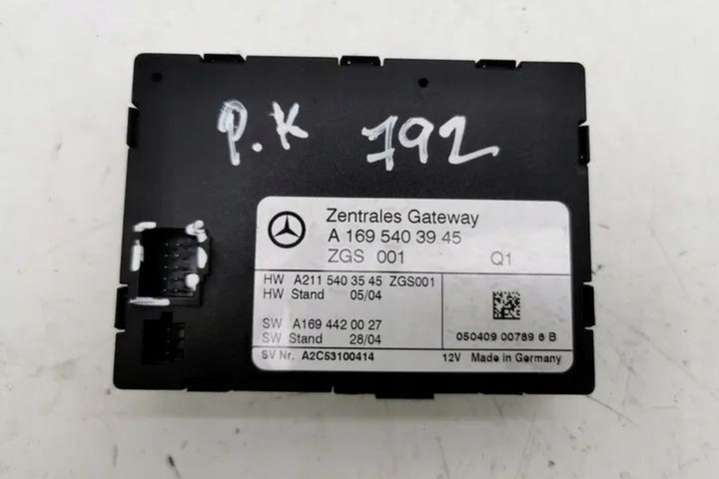 P.K 792
Zentrales Gateway
A 169 540 39 45
ZGS 001 Q1
HW A211 540 35 45 ZGS001
HW Stand 05/04
SW A169 442 00 27
SW Stand 28/04
050409 00789 6 B
SV Nr. A2C53100414 12V Made in Germany